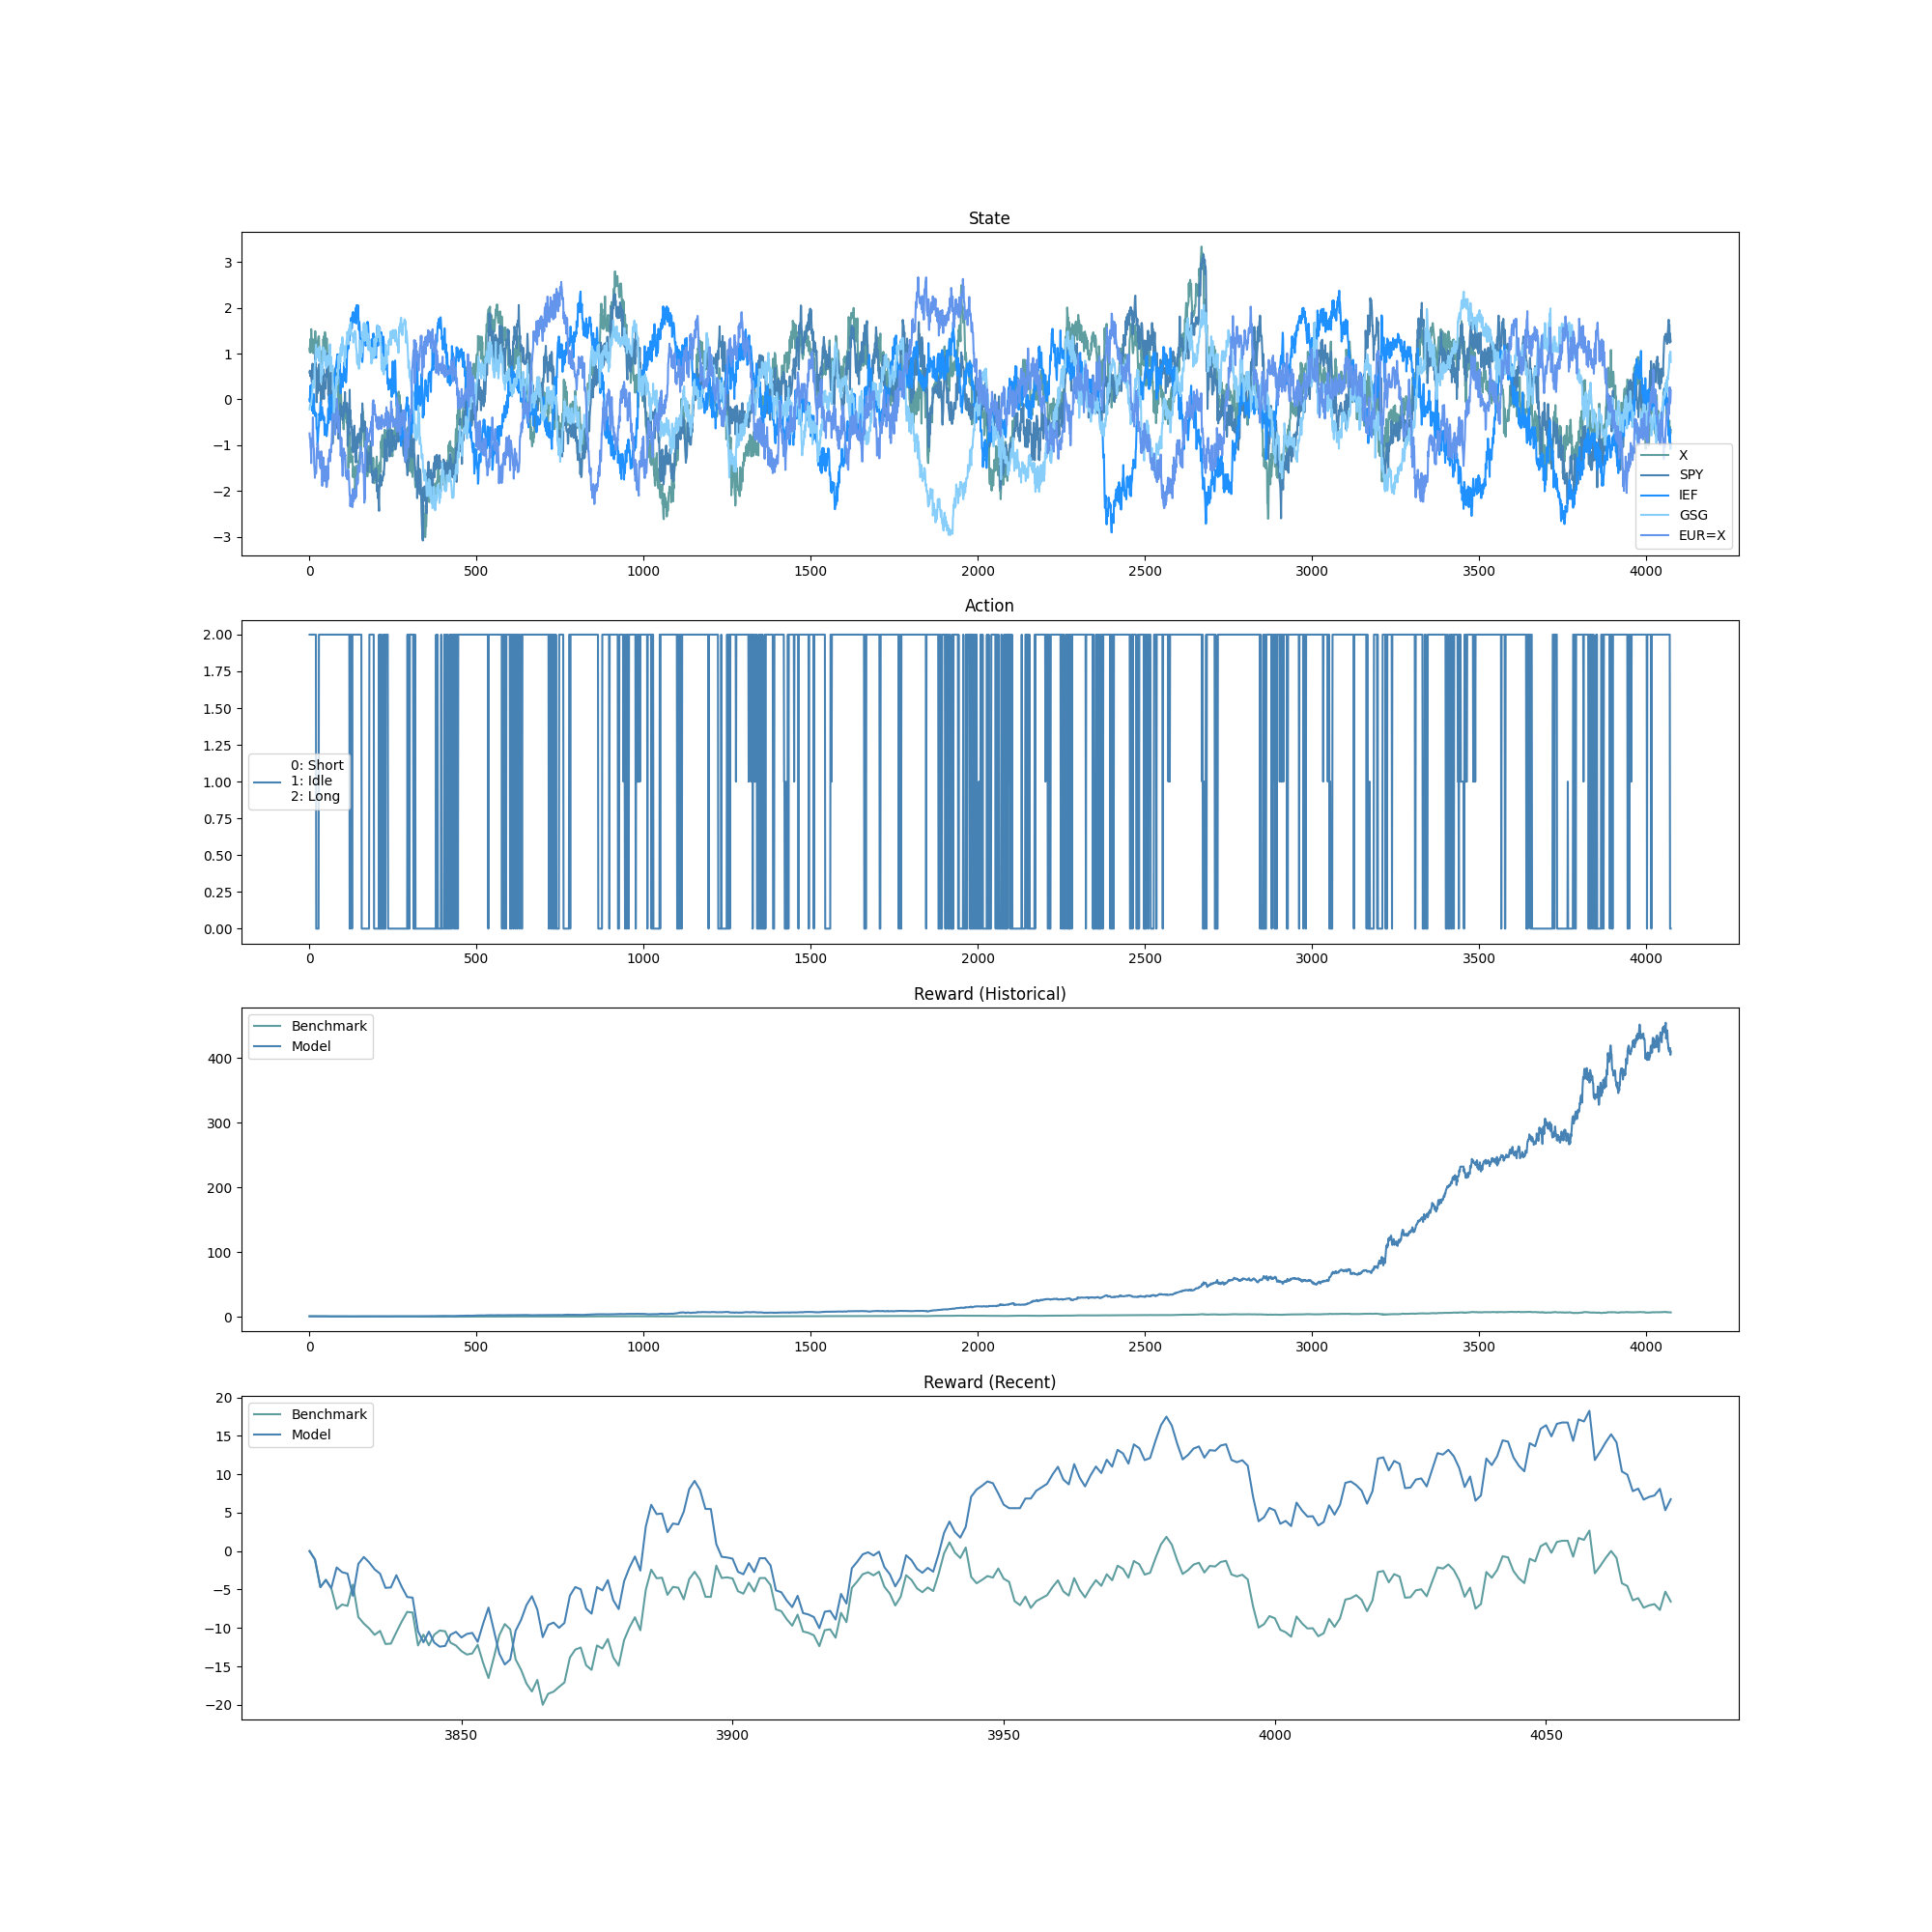 State
3
2
1
0
−1
−2
−3
X
SPY
IEF
GSG
EUR=X
0 500 1000 1500 2000 2500 3000 3500 4000
Action
2.00
1.75
1.50
1.25
1.00
0.75
0.50
0.25
0.00
0: Short
1: Idle
2: Long
0 500 1000 1500 2000 2500 3000 3500 4000
Reward (Historical)
Benchmark
Model
400
300
200
100
0
0 500 1000 1500 2000 2500 3000 3500 4000
Reward (Recent)
Benchmark
Model
20
15
10
5
0
−5
−10
−15
−20
3850 3900 3950 4000 4050